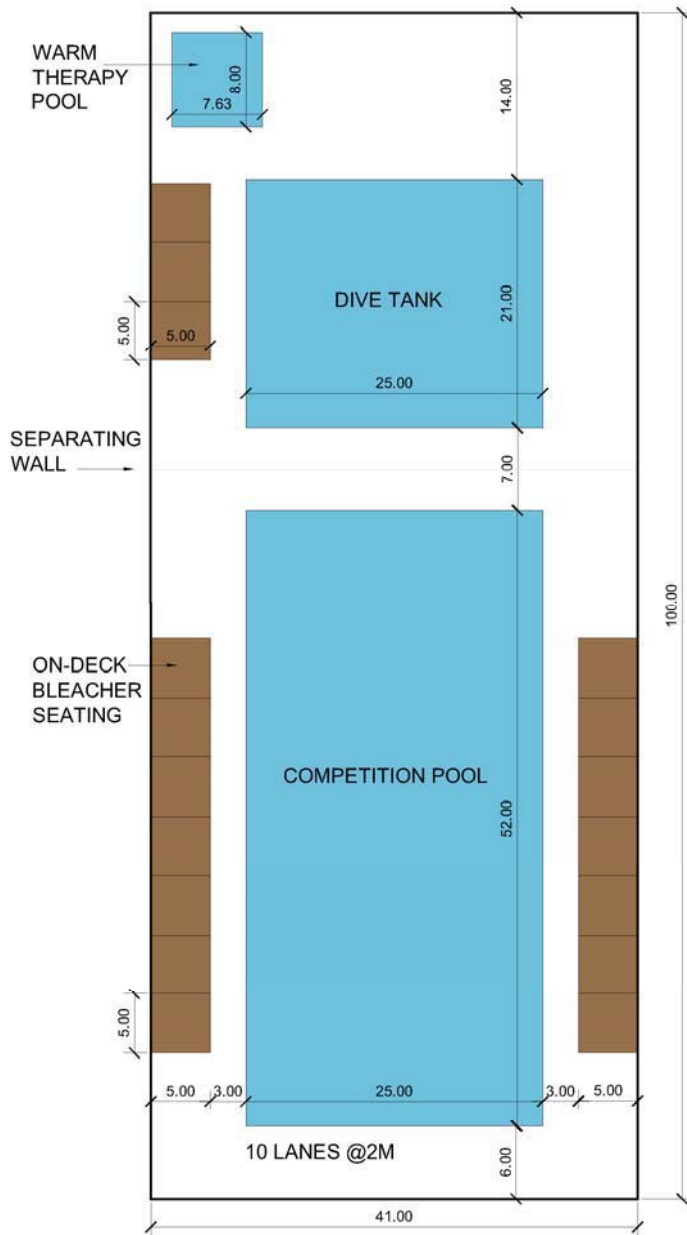 WARM
THERAPY
POOL
8.00
7.63
14.00
DIVE TANK
21.00
5.00
5.00
25.00
SEPARATING
WALL
7.00
100.00
ON-DECK
BLEACHER
SEATING
COMPETITION POOL
52.00
5.00
5.00
3.00
25.00
3.00
5.00
10 LANES @2M
6.00
41.00